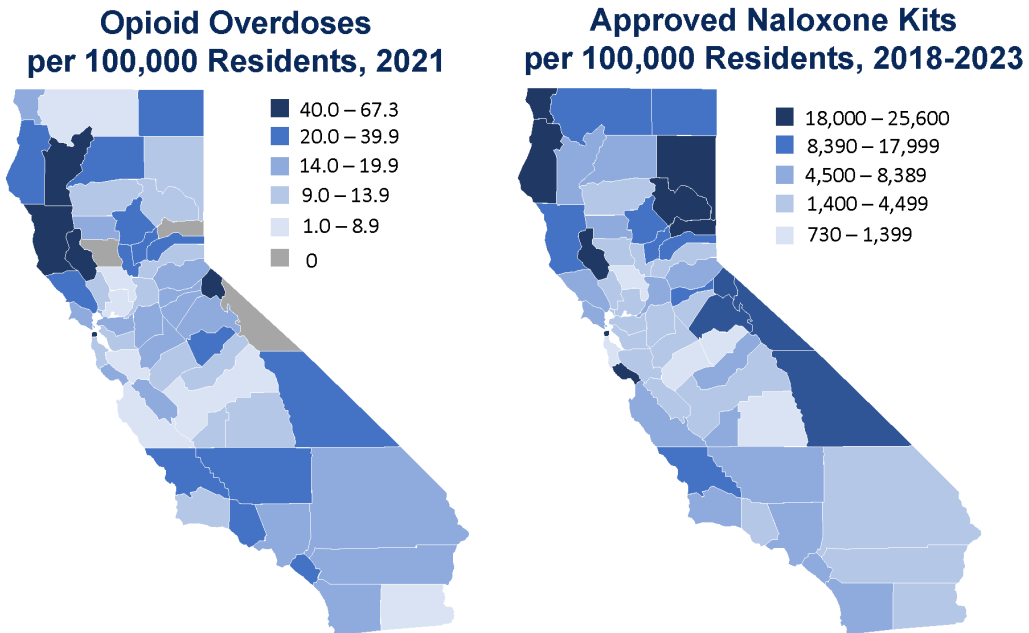 Opioid Overdoses
per 100,000 Residents, 2021
40.0 – 67.3
20.0 – 39.9
14.0 – 19.9
9.0 – 13.9
1.0 – 8.9
0
Approved Naloxone Kits
per 100,000 Residents, 2018-2023
18,000 – 25,600
8,390 – 17,999
4,500 – 8,389
1,400 – 4,499
730 – 1,399